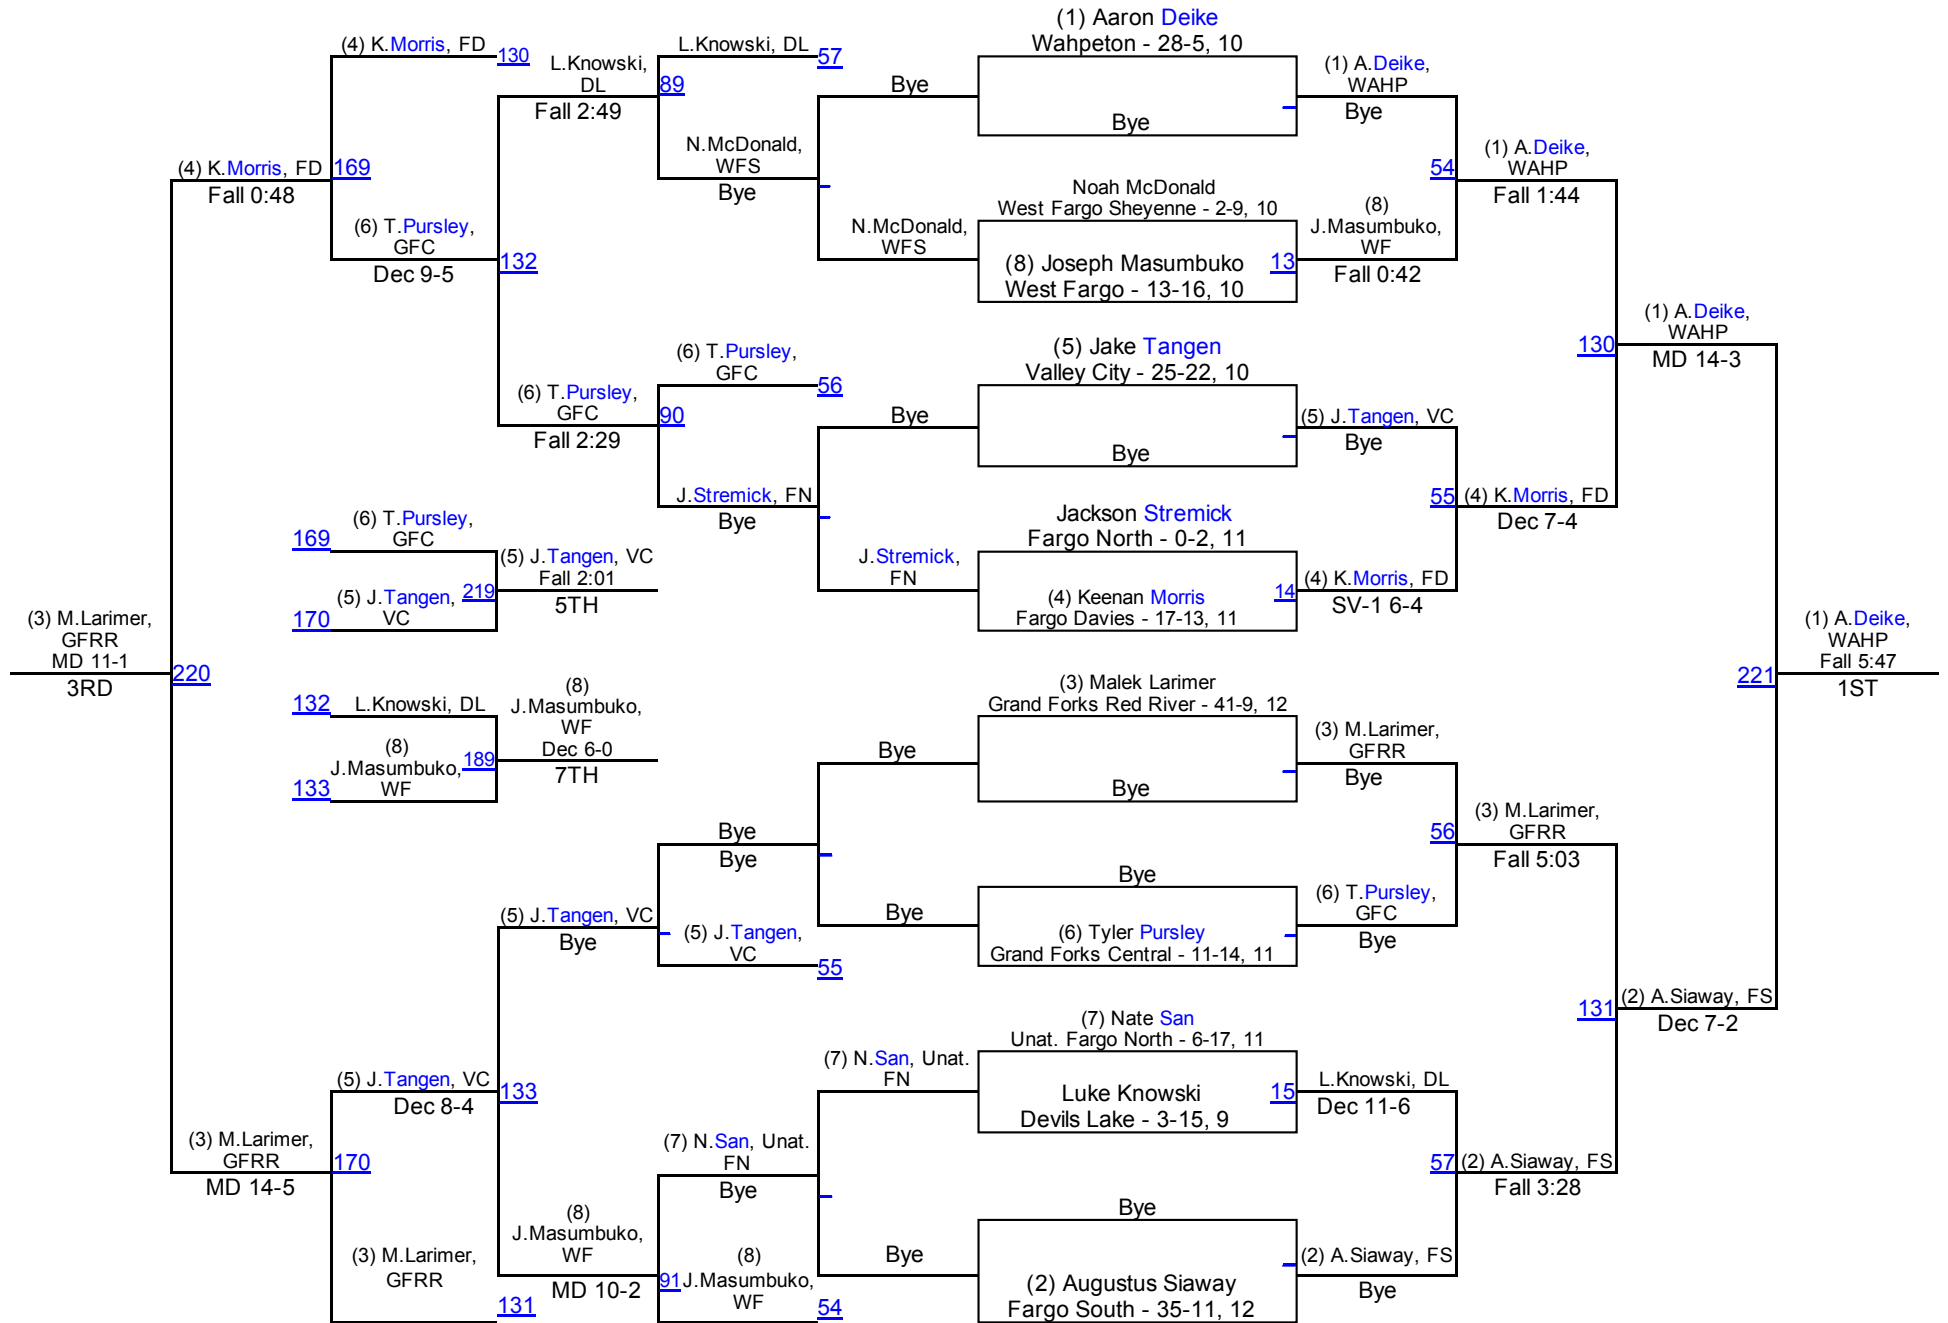 (1) Aaron Deike
Wahpeton - 28-5, 10
Bye
Noah McDonald
West Fargo Sheyenne - 2-9, 10
(8) Joseph Masumbuko
West Fargo - 13-16, 10
13
(5) Jake Tangen
Valley City - 25-22, 10
Bye
Jackson Stremick
Fargo North - 0-2, 11
(4) Keenan Morris
Fargo Davies - 17-13, 11
14
(3) Malek Larimer
Grand Forks Red River - 41-9, 12
Bye
Bye
(6) Tyler Pursley
Grand Forks Central - 11-14, 11
(7) Nate San
Unat. Fargo North - 6-17, 11
Luke Knowski
Devils Lake - 3-15, 9
15
Bye
(2) Augustus Siaway
Fargo South - 35-11, 12
(1) A.Deike,
WAHP
Bye
54
(8)
J.Masumbuko,
WF
Fall 0:42
(5) J.Tangen, VC
Bye
55
(4) K.Morris, FD
SV-1 6-4
(3) M.Larimer,
GFRR
Bye
56
(6) T.Pursley,
GFC
Bye
L.Knowski, DL
Dec 11-6
57
(2) A.Siaway, FS
Bye
(1) A.Deike,
WAHP
Fall 1:44
130
(4) K.Morris, FD
Dec 7-4
(3) M.Larimer,
GFRR
Fall 5:03
131
(2) A.Siaway, FS
Fall 3:28
(1) A.Deike,
WAHP
MD 14-3
221
(2) A.Siaway, FS
Dec 7-2
(1) A.Deike,
WAHP
Fall 5:47
1ST
Bye
N.McDonald,
WFS
Bye
J.Stremick,
FN
Bye
Bye
(7) N.San, Unat.
FN
Bye
L.Knowski, DL
57
89
N.McDonald,
WFS
Bye
(6) T.Pursley,
GFC
56
90
J.Stremick, FN
Bye
Bye
Bye
(5) J.Tangen,
VC
55
(7) N.San, Unat.
FN
Bye
91
(8)
J.Masumbuko,
WF
54
L.Knowski,
DL
Fall 2:49
132
(6) T.Pursley,
GFC
Fall 2:29
(5) J.Tangen, VC
Bye
133
(8)
J.Masumbuko,
WF
MD 10-2
(4) K.Morris, FD
130
169
(6) T.Pursley,
GFC
Dec 9-5
169
(6) T.Pursley,
GFC
170
(5) J.Tangen,
VC
219
(5) J.Tangen, VC
Fall 2:01
5TH
132
L.Knowski, DL
133
(8)
J.Masumbuko,
WF
189
(8)
J.Masumbuko,
WF
Dec 6-0
7TH
(5) J.Tangen, VC
Dec 8-4
170
(3) M.Larimer,
GFRR
131
(4) K.Morris, FD
Fall 0:48
220
(3) M.Larimer,
GFRR
MD 14-5
(3) M.Larimer,
GFRR
MD 11-1
3RD